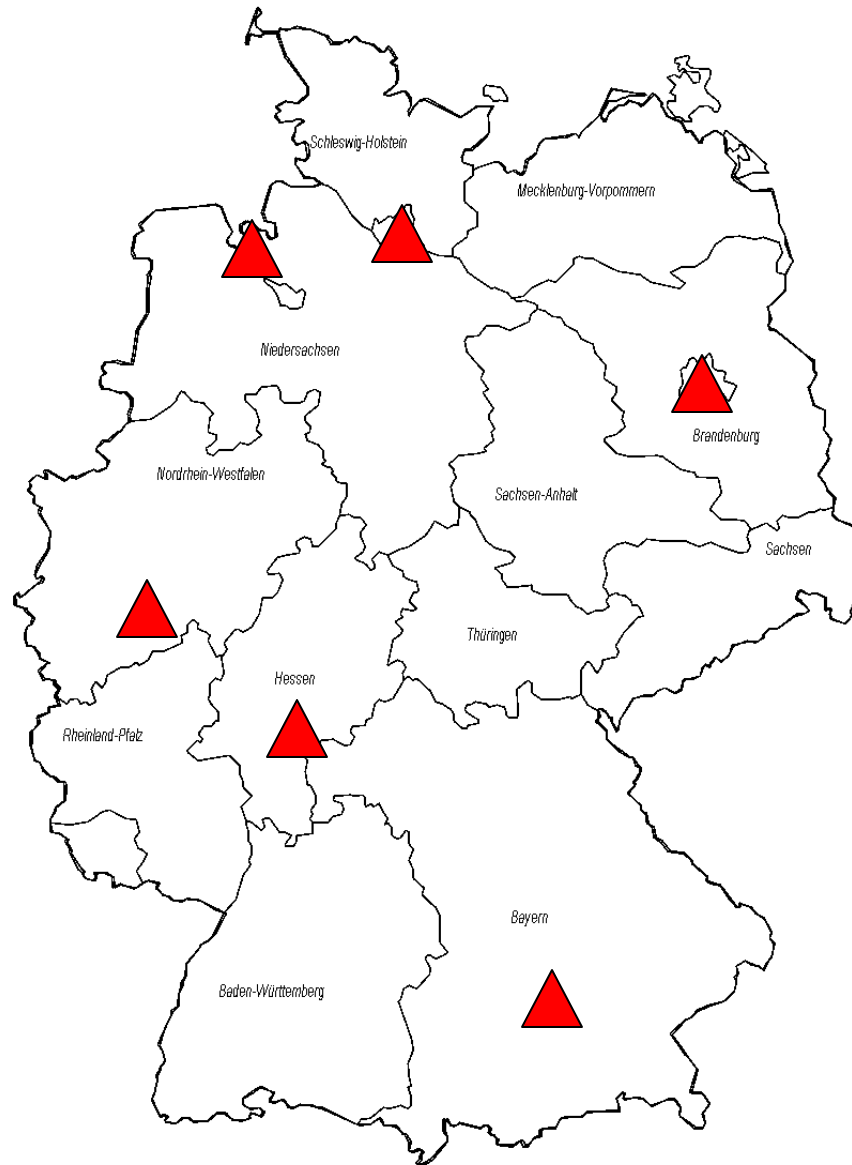 Schleswig-Holstein
Mecklenburg-Vorpommern
Niedersachsen
Brandenburg
Nordrhein-Westfalen
Sachsen-Anhalt
Sachsen
Thüringen
Hessen
Rheinland-Pfalz
Bayern
Baden-Württemberg